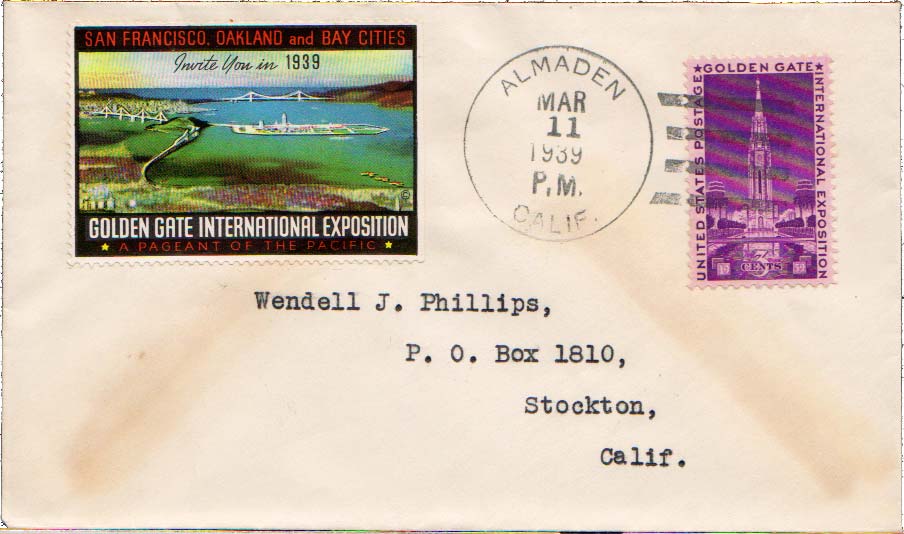 SAN FRANCISCO, OAKLAND and BAY CITIES
Invite You in 1939
GOLDEN GATE INTERNATIONAL EXPOSITION
★ A PAGEANT OF THE PACIFIC ★
©
ALMADEN
MAR
11
1939
P.M.
CALIF.
UNITED STATES POSTAGE
★GOLDEN GATE★
INTERNATIONAL EXPOSITION
19 3 CENTS 39
Wendell J. Phillips,
P. O. Box 1810,
Stockton,
Calif.